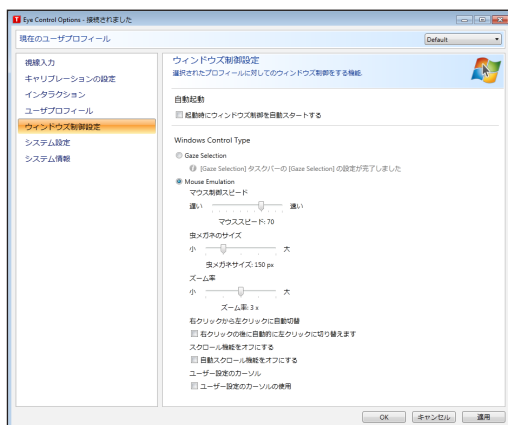 Eye Control Options - 接続されました
現在のユーザプロフィール
Default
視線入力
キャリブレーションの設定
インタラクション
ユーザプロフィール
ウィンドウズ制御設定
システム設定
システム情報
ウィンドウズ制御設定
選択されたプロフィールに対してのウィンドウズ制御をする機能
自動起動
起動時にウィンドウズ制御を自動スタートする
Windows Control Type
Gaze Selection
[Gaze Selection] タスクバーの [Gaze Selection] の設定が完了しました
Mouse Emulation
マウス制御スピード
遅い 速い
マウススピード: 70
虫メガネのサイズ
小 大
虫メガネサイズ: 150 px
ズーム率
小 大
ズーム率: 3 x
右クリックから左クリックに自動切替
右クリックの後に自動的に左クリックに切り替えます
スクロール機能をオフにする
自動スクロール機能をオフにする
ユーザー設定のカーソル
ユーザー設定のカーソルの使用
OK キャンセル 適用